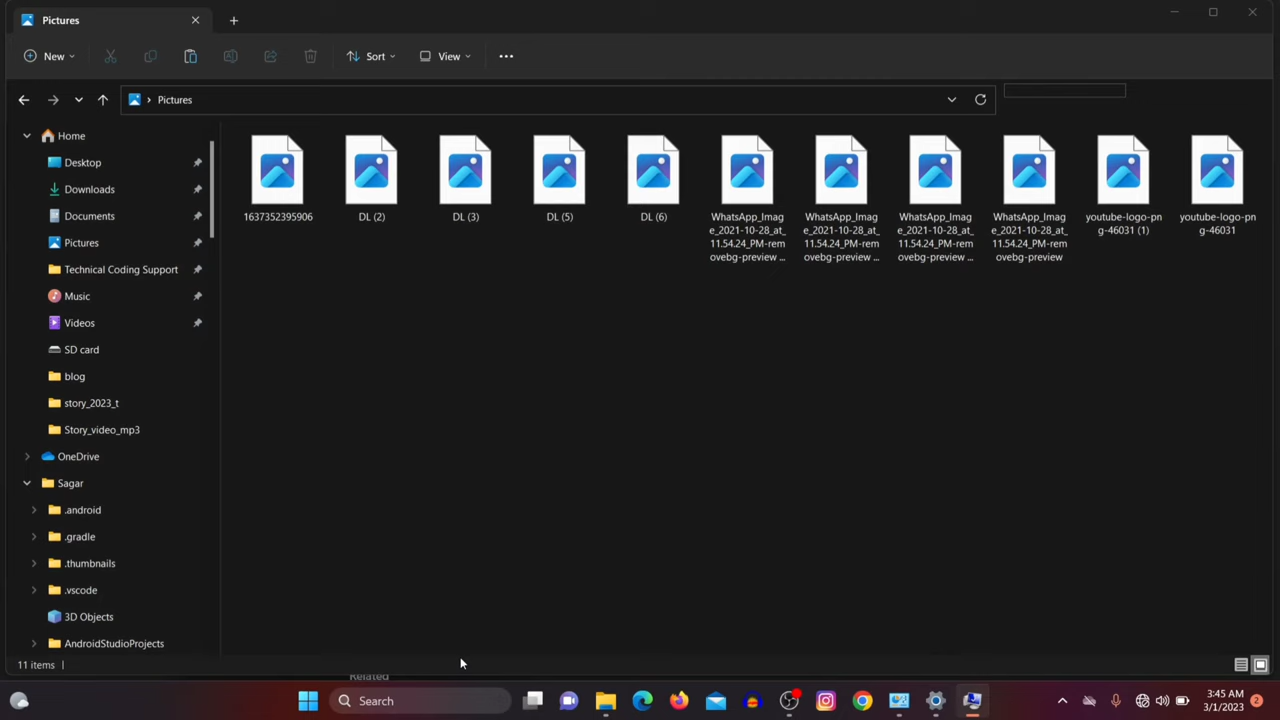 Pictures
New
Sort
View
Pictures
Home
Desktop
Downloads
Documents
Pictures
Technical Coding Support
Music
Videos
SD card
blog
story_2023_t
Story_video_mp3
OneDrive
Sagar
.android
.gradle
.thumbnails
.vscode
3D Objects
AndroidStudioProjects
1637352395906
DL (2)
DL (3)
DL (5)
DL (6)
WhatsApp_Imag
e_2021-10-28_at_
11.54.24_PM-rem
ovebg-preview ...
WhatsApp_Imag
e_2021-10-28_at_
11.54.24_PM-rem
ovebg-preview ...
WhatsApp_Imag
e_2021-10-28_at_
11.54.24_PM-rem
ovebg-preview ...
WhatsApp_Imag
e_2021-10-28_at_
11.54.24_PM-rem
ovebg-preview
youtube-logo-pn
g-46031 (1)
youtube-logo-pn
g-46031
11 items
Related
Search
3:45 AM
3/1/2023
2